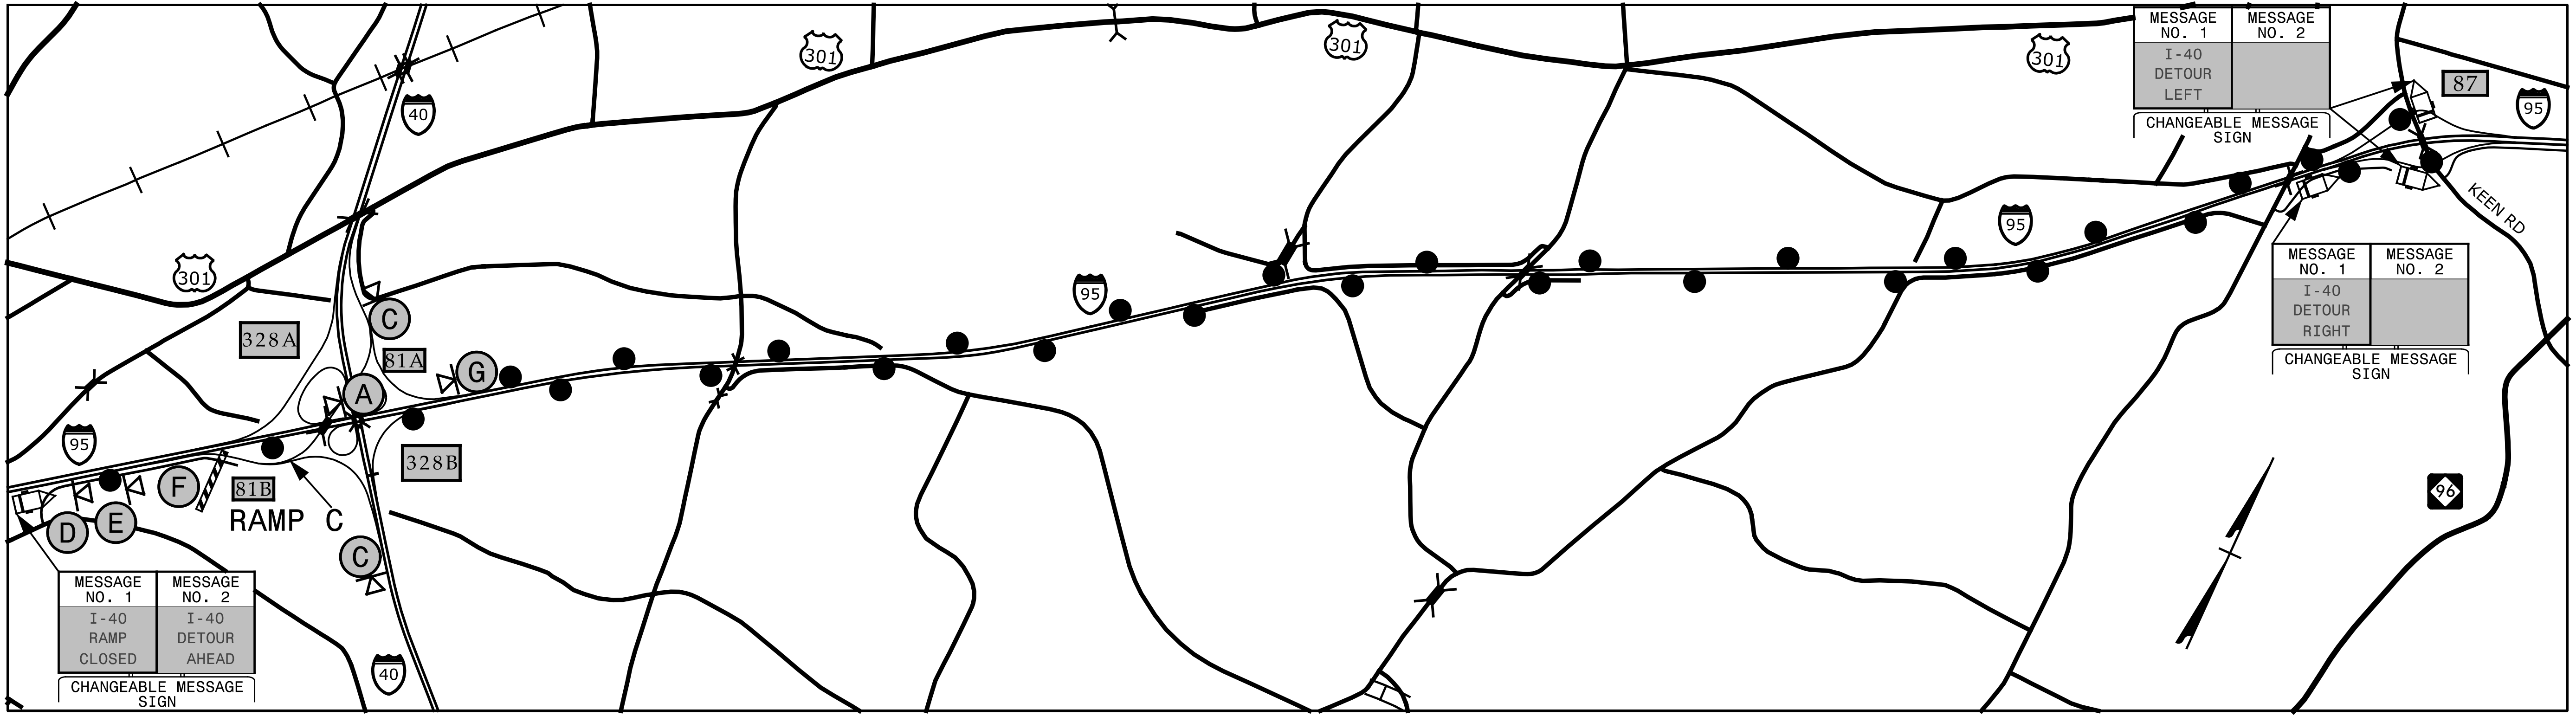 301
301
301
MESSAGE NO. 1
MESSAGE NO. 2
I-40
DETOUR
LEFT
CHANGEABLE MESSAGE
SIGN
87
95
40
301
328A
C
81A
G
A
95
95
KEEN RD
MESSAGE NO. 1
MESSAGE NO. 2
I-40
DETOUR
RIGHT
CHANGEABLE MESSAGE
SIGN
95
328B
F
81B
RAMP C
D
E
C
96
MESSAGE NO. 1
MESSAGE NO. 2
I-40
RAMP
CLOSED
I-40
DETOUR
AHEAD
CHANGEABLE MESSAGE
SIGN
40